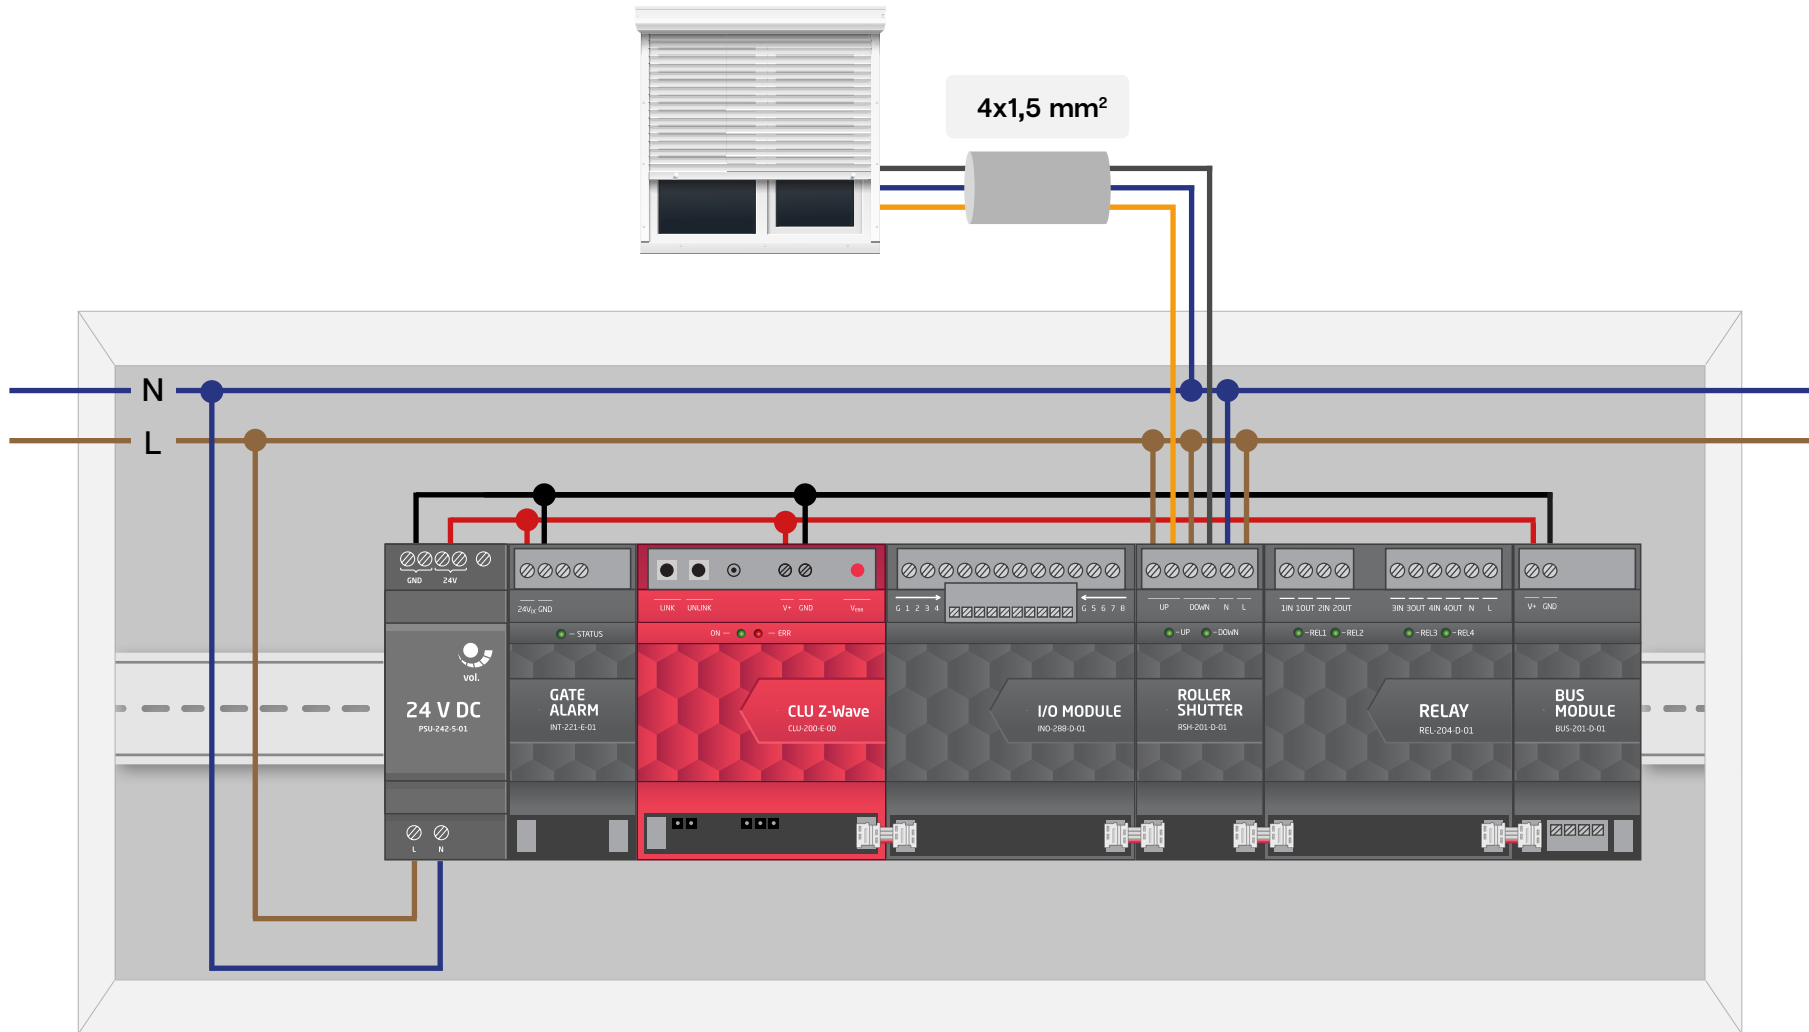 4x1,5 mm²
N
L
GND 24V
24VDC GND
LINK UNLINK V+ GND
G 1 2 3 4 G 5 6 7 8
UP DOWN N L
1IN 1OUT 2IN 2OUT 3IN 3OUT 4IN 4OUT N L
V+ GND
STATUS
ON ERR
UP DOWN
REL1 REL2 REL3 REL4
vol.
24 V DC
PSU-242-S-01
GATE
ALARM
INT-221-E-01
CLU Z-Wave
CLU-200-E-00
I/O MODULE
INO-288-D-01
ROLLER
SHUTTER
RSH-201-D-01
RELAY
REL-204-D-01
BUS
MODULE
BUS-201-D-01
L N